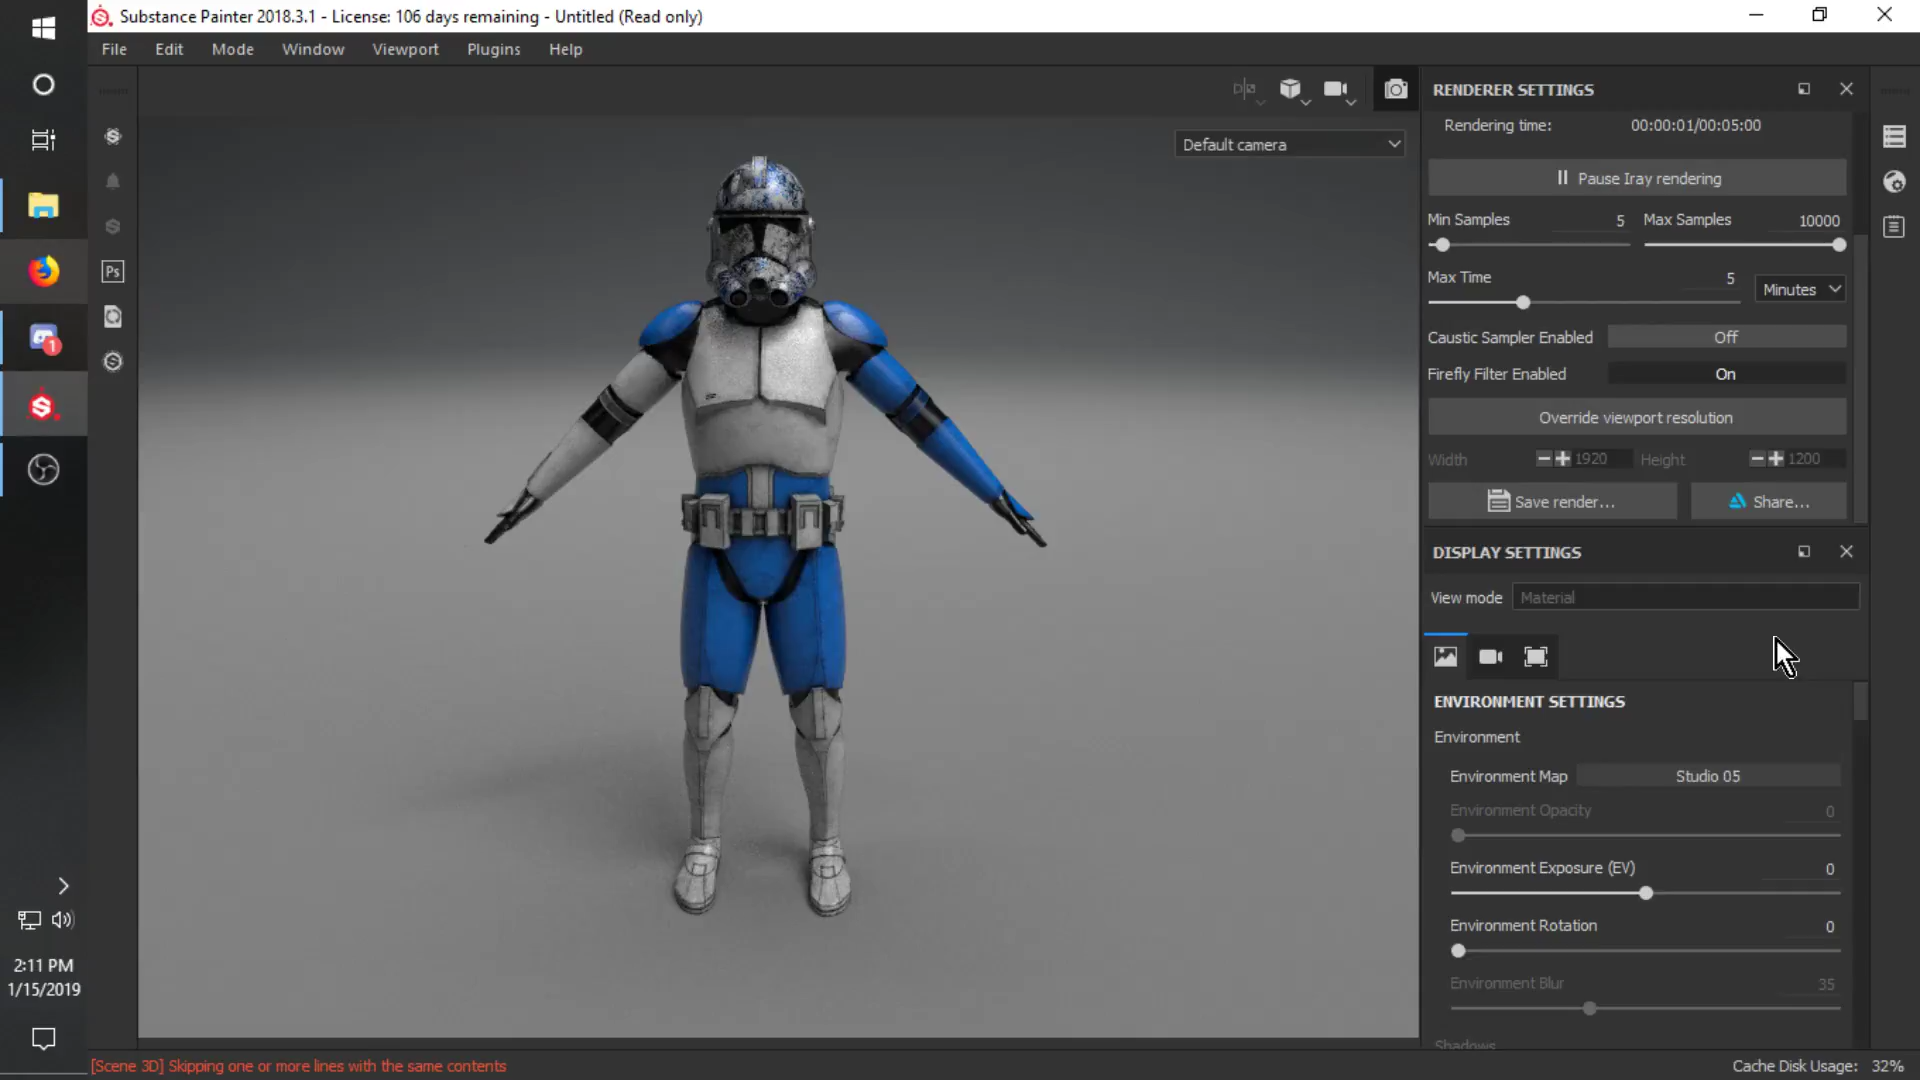 Substance Painter 2018.3.1 - License: 106 days remaining - Untitled (Read only)
File Edit Mode Window Viewport Plugins Help
Default camera
RENDERER SETTINGS
Rendering time: 00:00:01/00:05:00
Pause Iray rendering
Min Samples 5 Max Samples 10000
Max Time 5 Minutes
Caustic Sampler Enabled Off
Firefly Filter Enabled On
Override viewport resolution
Width 1920 Height 1200
Save render... Share...
DISPLAY SETTINGS
View mode Material
ENVIRONMENT SETTINGS
Environment
Environment Map Studio 05
Environment Opacity 0
Environment Exposure (EV) 0
Environment Rotation 0
Environment Blur 35
Shadows
Ps
1
2:11 PM
1/15/2019
[Scene 3D] Skipping one or more lines with the same contents
Cache Disk Usage: 32%